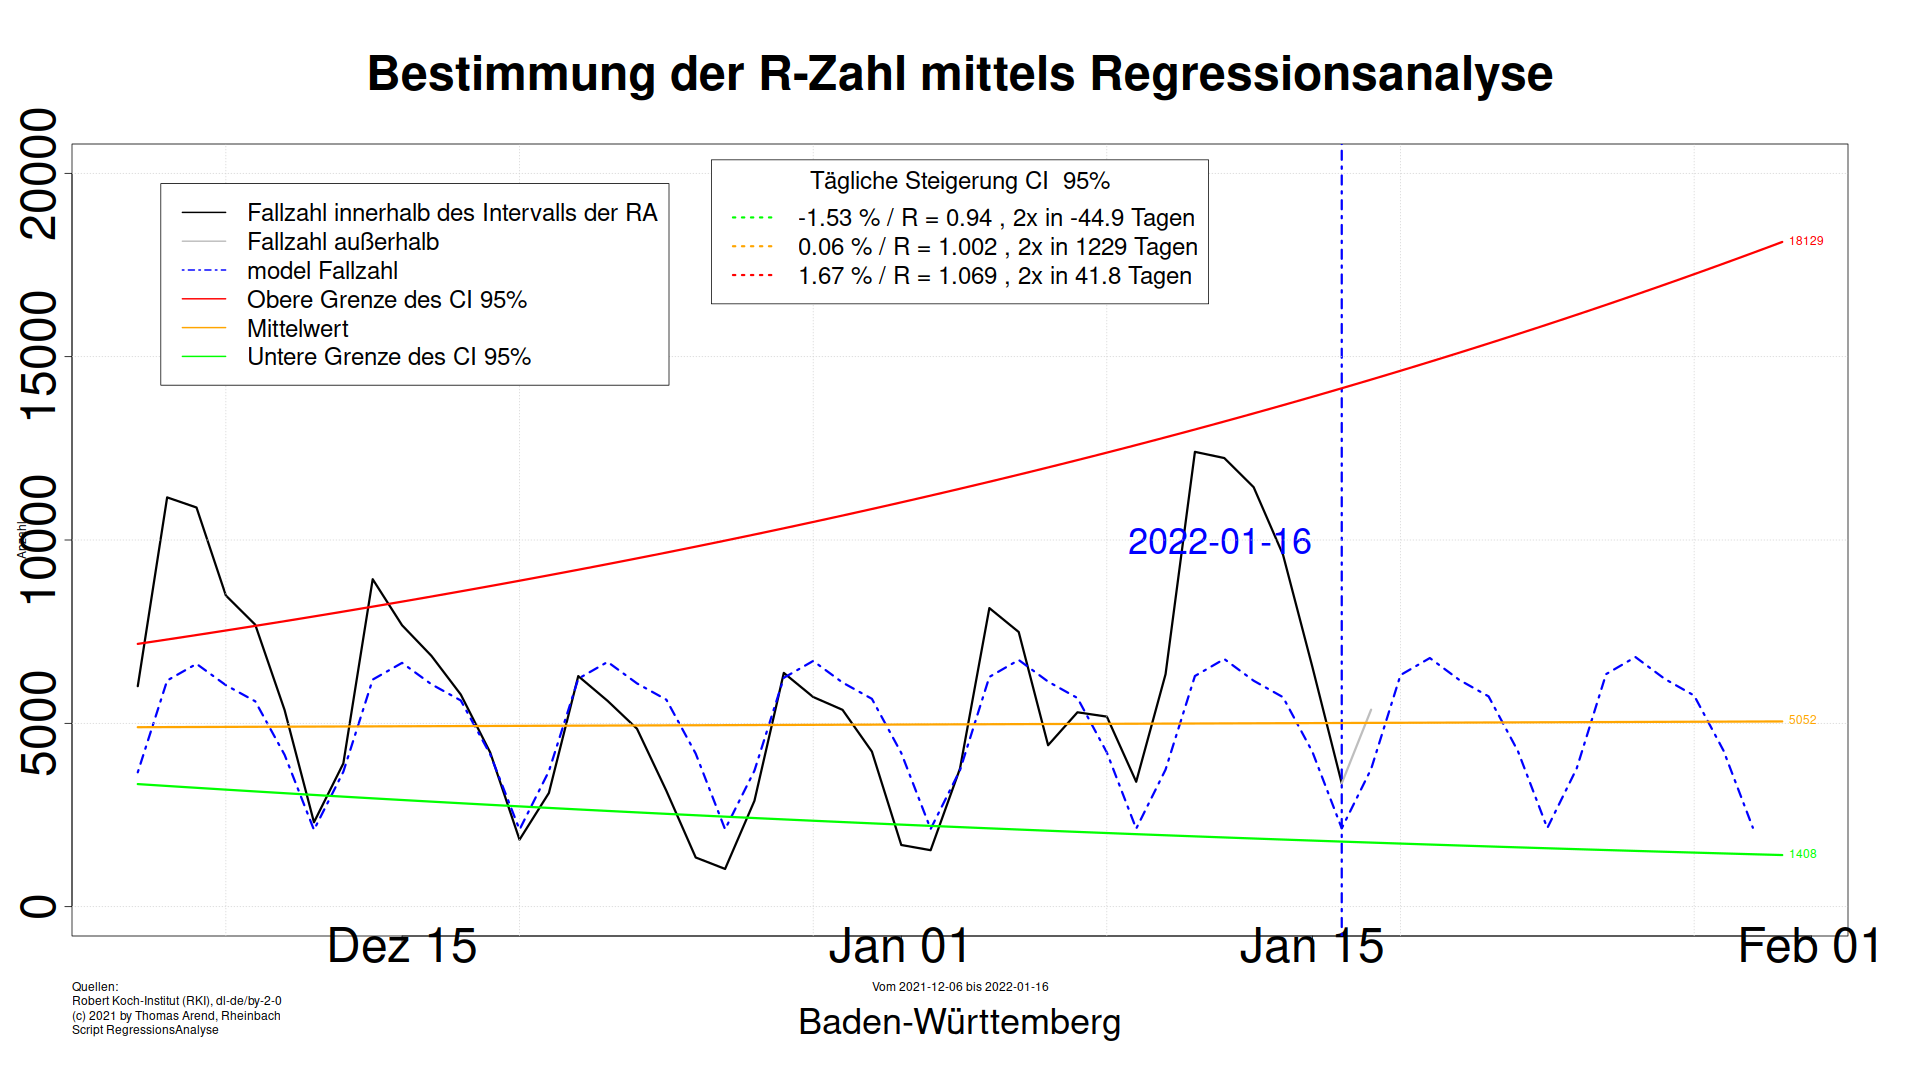 Bestimmung der R-Zahl mittels Regressionsanalyse
20000
15000
10000
5000
0
Anzahl
Fallzahl innerhalb des Intervalls der RA
Fallzahl außerhalb
model Fallzahl
Obere Grenze des CI 95%
Mittelwert
Untere Grenze des CI 95%
Tägliche Steigerung CI  95%
-1.53 % / R = 0.94 , 2x in -44.9 Tagen
0.06 % / R = 1.002 , 2x in 1229 Tagen
1.67 % / R = 1.069 , 2x in 41.8 Tagen
18129
2022-01-16
5052
1408
Dez 15
Jan 01
Jan 15
Feb 01
Quellen:
Robert Koch-Institut (RKI), dl-de/by-2-0
(c) 2021 by Thomas Arend, Rheinbach
Script RegressionsAnalyse
Vom 2021-12-06 bis 2022-01-16
Baden-Württemberg